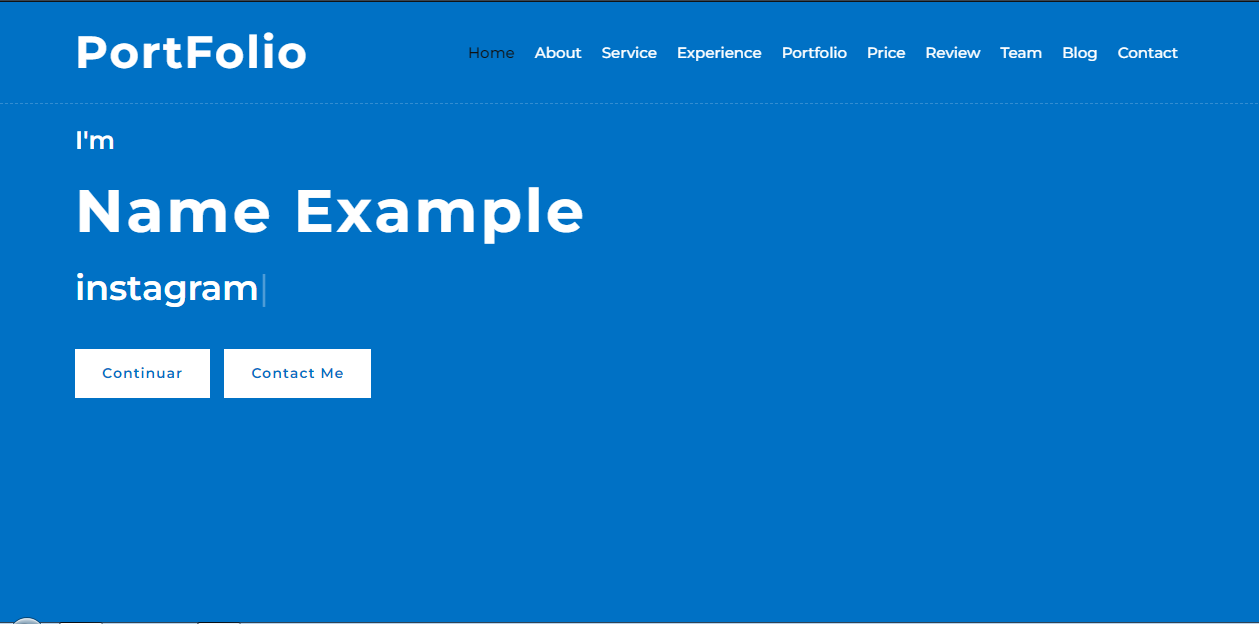 PortFolio
Home About Service Experience Portfolio Price Review Team Blog Contact
I'm
Name Example
instagram
Continuar Contact Me